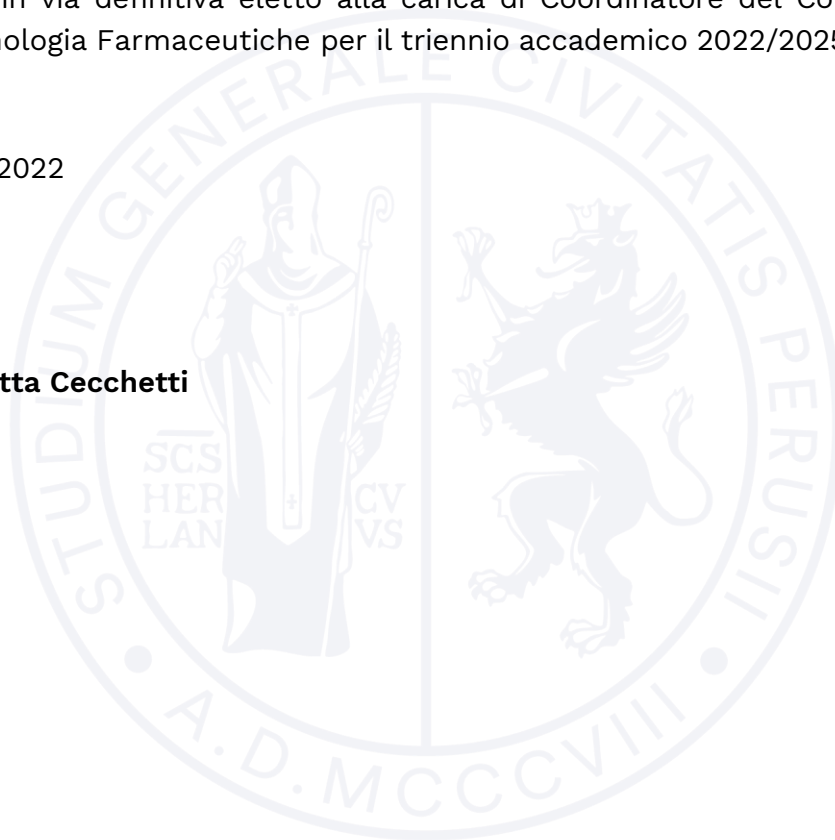 in via definitiva eletto alla carica di Coordinatore del Co
nologia Farmaceutiche per il triennio accademico 2022/2025
2022
tta Cecchetti
STUDIUM GENERALE CIVITATIS PERUSII
SCS
HER CV
LAN VS
A.D. MCCCVIII